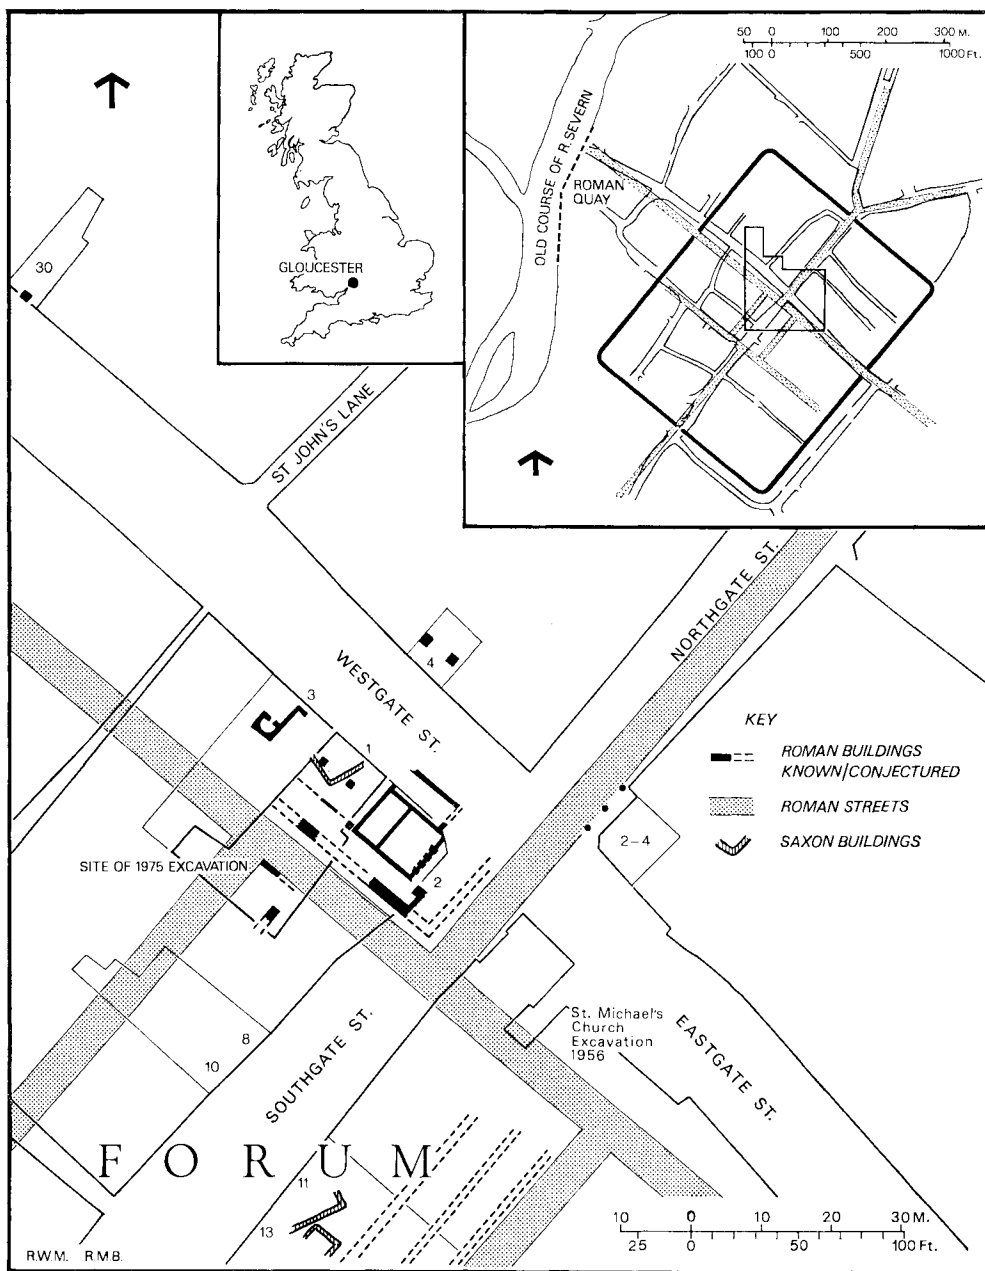 50 0 100 200 300 M.
100 0 500 1000 Ft.
OLD COURSE OF R. SEVERN
ROMAN
QUAY
GLOUCESTER
30
ST JOHN'S LANE
NORTHGATE ST.
WESTGATE ST.
4
3
1
2
KEY
ROMAN BUILDINGS
KNOWN/CONJECTURED
ROMAN STREETS
SAXON BUILDINGS
2–4
SITE OF 1975 EXCAVATION
8
10
SOUTHGATE ST.
St. Michael's
Church
Excavation
1956
EASTGATE ST.
FORUM
11
13
10 0 10 20 30 M.
25 0 50 100 Ft.
R.W.M. R.M.B.